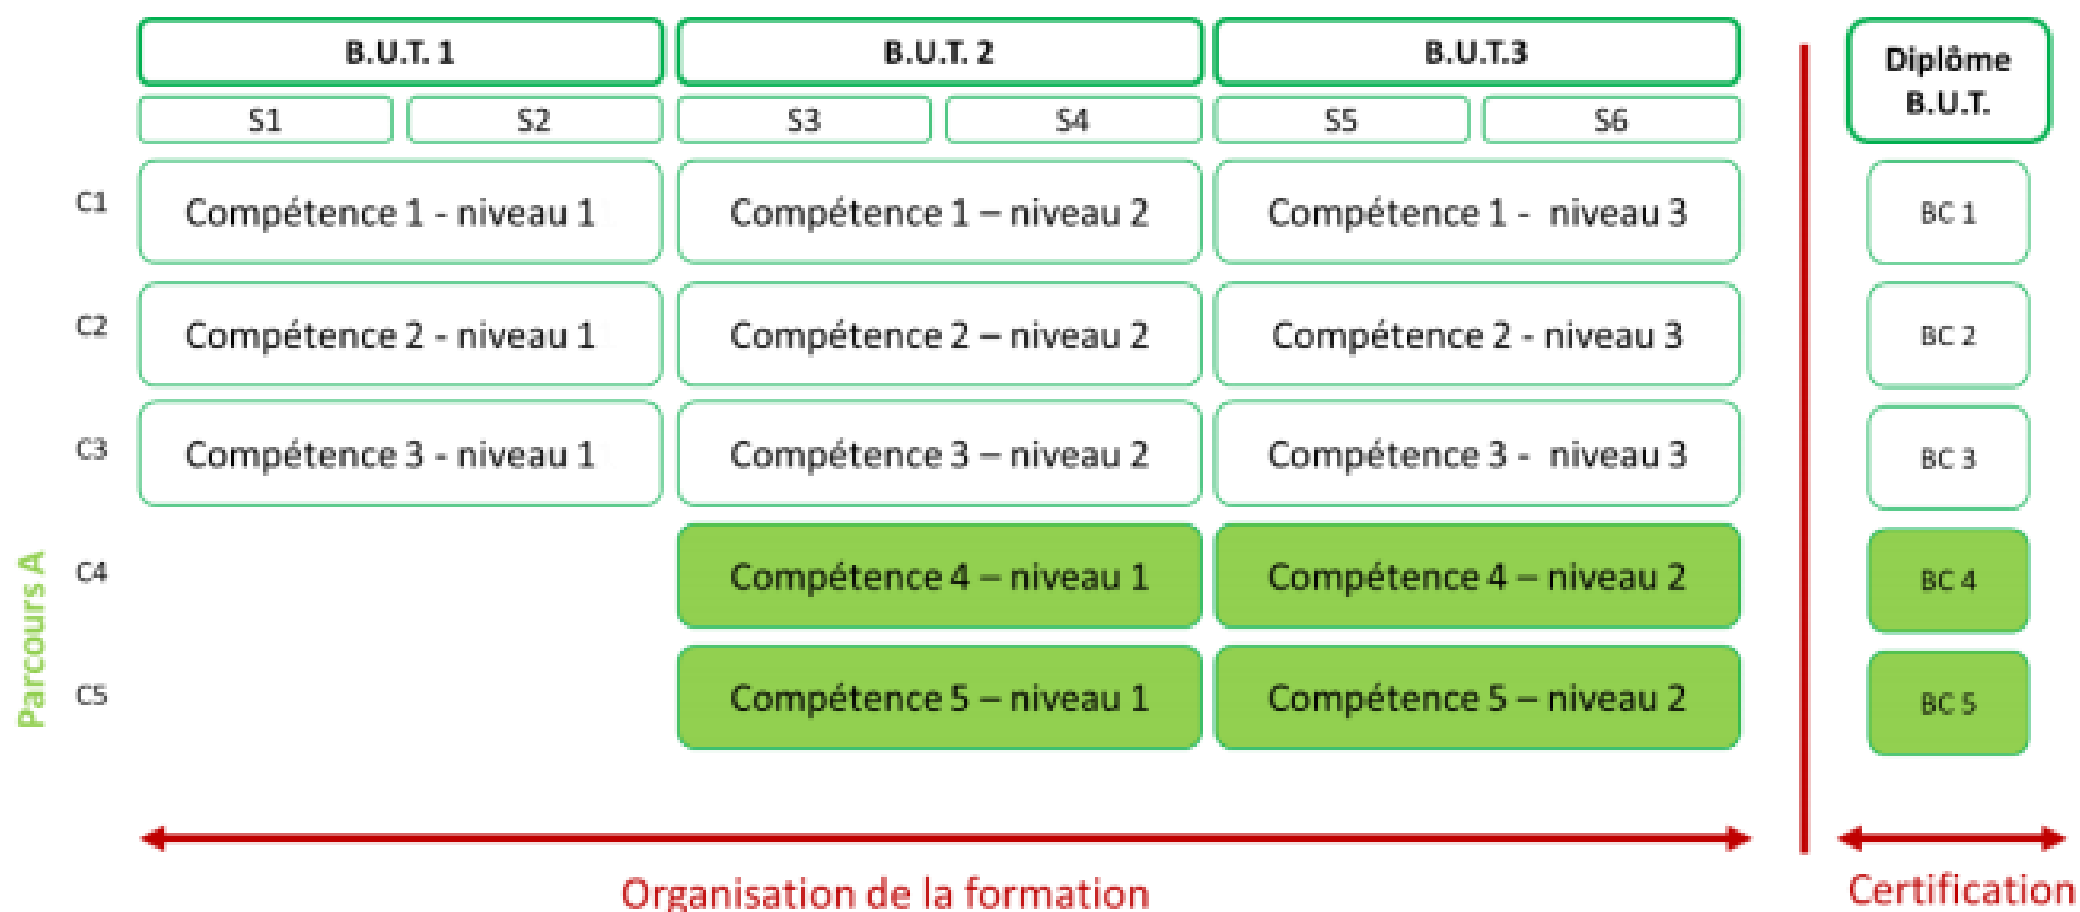 B.U.T. 1
B.U.T. 2
B.U.T.3
Diplôme
B.U.T.
S1
S2
S3
S4
S5
S6
C1
Compétence 1 - niveau 1
Compétence 1 – niveau 2
Compétence 1 - niveau 3
BC 1
C2
Compétence 2 - niveau 1
Compétence 2 – niveau 2
Compétence 2 - niveau 3
BC 2
C3
Compétence 3 - niveau 1
Compétence 3 – niveau 2
Compétence 3 - niveau 3
BC 3
Parcours A
C4
Compétence 4 – niveau 1
Compétence 4 – niveau 2
BC 4
C5
Compétence 5 – niveau 1
Compétence 5 – niveau 2
BC 5
Organisation de la formation
Certification